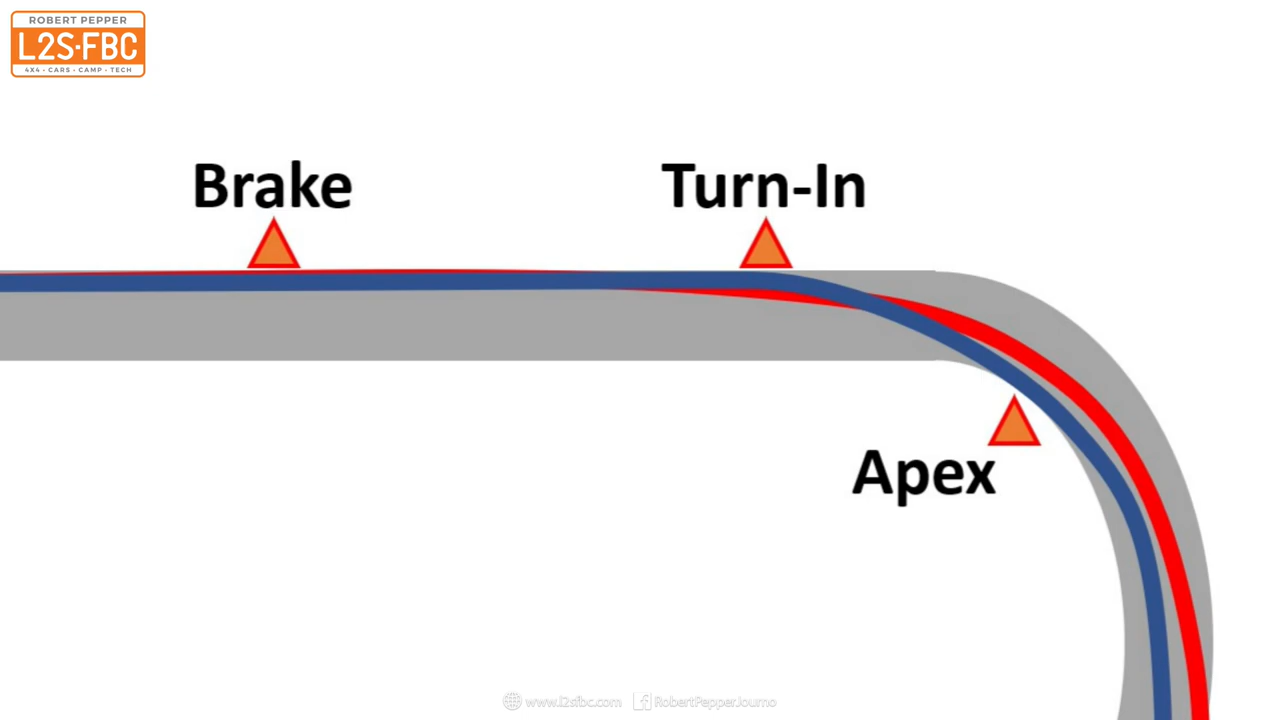 ROBERT PEPPER
L2S·FBC
4X4 · CARS · CAMP · TECH
Brake
Turn-In
Apex
www.l2sfbc.com
RobertPepperJourno